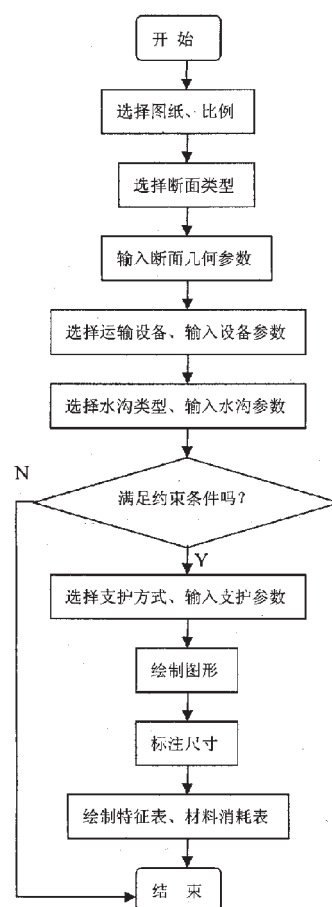 开 始
选择图纸、比例
选择断面类型
输入断面几何参数
选择运输设备、输入设备参数
选择水沟类型、输入水沟参数
N
满足约束条件吗？
Y
选择支护方式、输入支护参数
绘制图形
标注尺寸
绘制特征表、材料消耗表
结 束